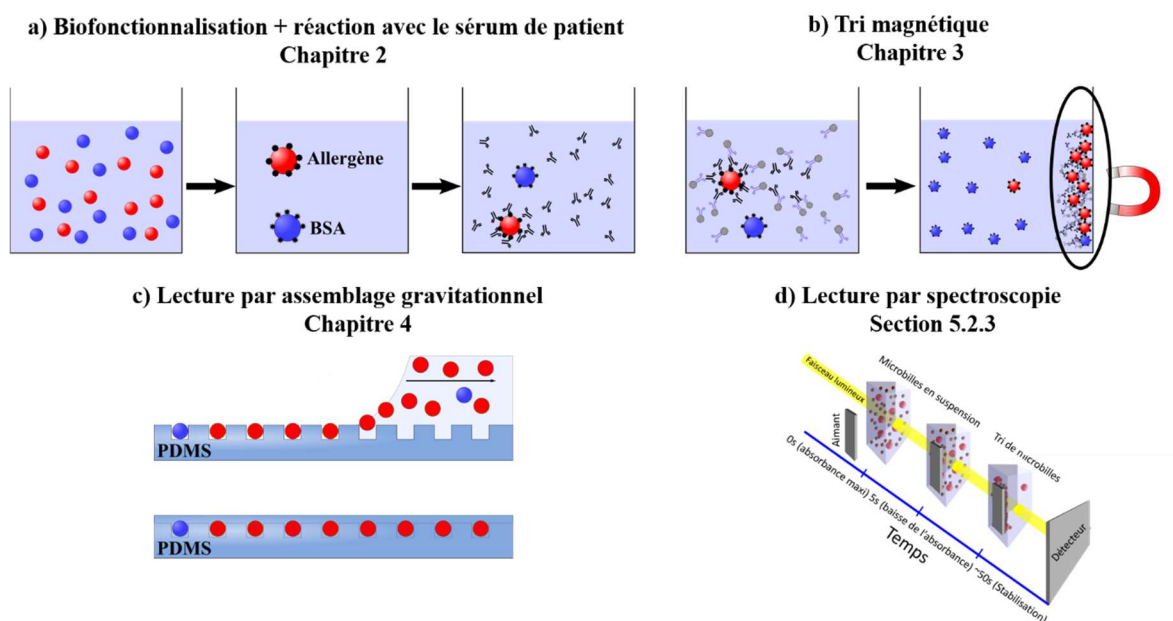 a) Biofonctionnalisation + réaction avec le sérum de patient
Chapitre 2
b) Tri magnétique
Chapitre 3
Allergène
BSA
c) Lecture par assemblage gravitationnel
Chapitre 4
PDMS
PDMS
d) Lecture par spectroscopie
Section 5.2.3
Faisceau lumineux
Microbilles en suspension
Tri de microbilles
Aimant
0s (absorbance maxi) 5s (baisse de l'absorbance) ~50s (Stabilisation)
Temps
Détecteur